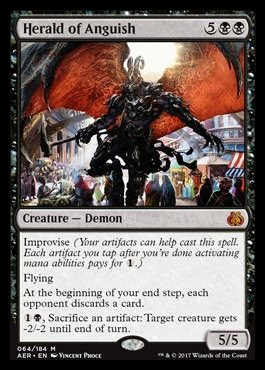 Herald of Anguish 5
Creature — Demon
Improvise (Your artifacts can help cast this spell.
Each artifact you tap after you're done activating
mana abilities pays for 1.)
Flying
At the beginning of your end step, each
opponent discards a card.
1, Sacrifice an artifact: Target creature gets
-2/-2 until end of turn.
5/5
064/184 M
AER • EN Vincent Proce
™ & © 2017 Wizards of the Coast